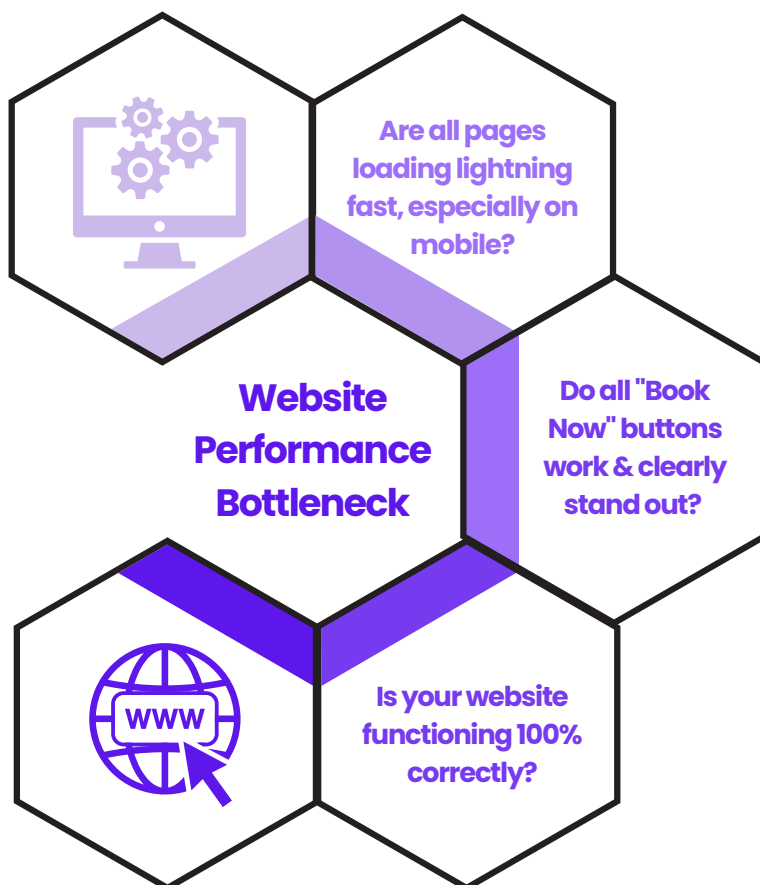 Are all pages
loading lightning
fast, especially on
mobile?
Website
Performance
Bottleneck
Do all "Book
Now" buttons
work & clearly
stand out?
WWW
Is your website
functioning 100%
correctly?